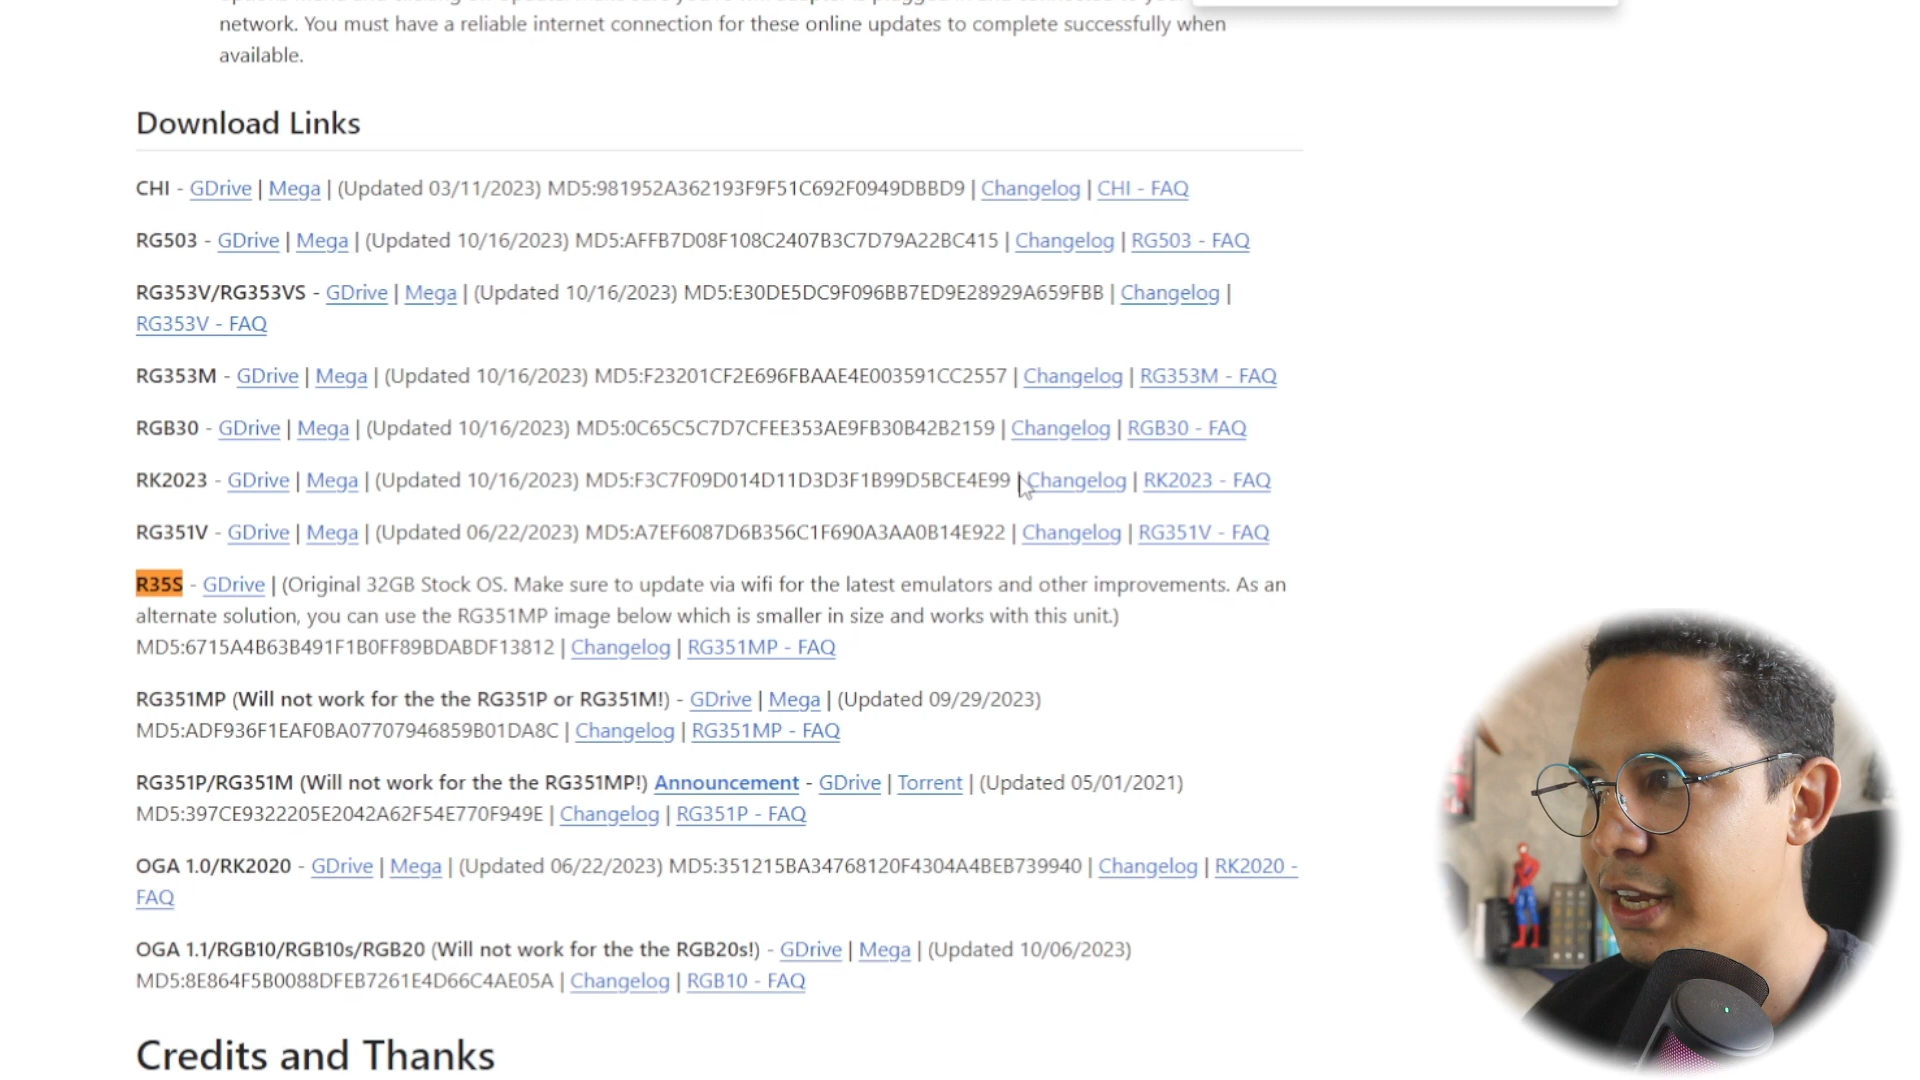 network. You must have a reliable internet connection for these online updates to complete successfully when
available.
Download Links
CHI - GDrive | Mega | (Updated 03/11/2023) MD5:981952A362193F9F51C692F0949DBBD9 | Changelog | CHI - FAQ
RG503 - GDrive | Mega | (Updated 10/16/2023) MD5:AFFB7D08F108C2407B3C7D79A22BC415 | Changelog | RG503 - FAQ
RG353V/RG353VS - GDrive | Mega | (Updated 10/16/2023) MD5:E30DE5DC9F096BB7ED9E28929A659FBB | Changelog |
RG353V - FAQ
RG353M - GDrive | Mega | (Updated 10/16/2023) MD5:F23201CF2E696FBAAE4E003591CC2557 | Changelog | RG353M - FAQ
RGB30 - GDrive | Mega | (Updated 10/16/2023) MD5:0C65C5C7D7CFEE353AE9FB30B42B2159 | Changelog | RGB30 - FAQ
RK2023 - GDrive | Mega | (Updated 10/16/2023) MD5:F3C7F09D014D11D3D3F1B99D5BCE4E99 | Changelog | RK2023 - FAQ
RG351V - GDrive | Mega | (Updated 06/22/2023) MD5:A7EF6087D6B356C1F690A3AA0B14E922 | Changelog | RG351V - FAQ
R35S - GDrive | (Original 32GB Stock OS. Make sure to update via wifi for the latest emulators and other improvements. As an
alternate solution, you can use the RG351MP image below which is smaller in size and works with this unit.)
MD5:6715A4B63B491F1B0FF89BDABDF13812 | Changelog | RG351MP - FAQ
RG351MP (Will not work for the the RG351P or RG351M!) - GDrive | Mega | (Updated 09/29/2023)
MD5:ADF936F1EAF0BA07707946859B01DA8C | Changelog | RG351MP - FAQ
RG351P/RG351M (Will not work for the the RG351MP!) Announcement - GDrive | Torrent | (Updated 05/01/2021)
MD5:397CE9322205E2042A62F54E770F949E | Changelog | RG351P - FAQ
OGA 1.0/RK2020 - GDrive | Mega | (Updated 06/22/2023) MD5:351215BA34768120F4304A4BEB739940 | Changelog | RK2020 -
FAQ
OGA 1.1/RGB10/RGB10s/RGB20 (Will not work for the the RGB20s!) - GDrive | Mega | (Updated 10/06/2023)
MD5:8E864F5B0088DFEB7261E4D66C4AE05A | Changelog | RGB10 - FAQ
Credits and Thanks